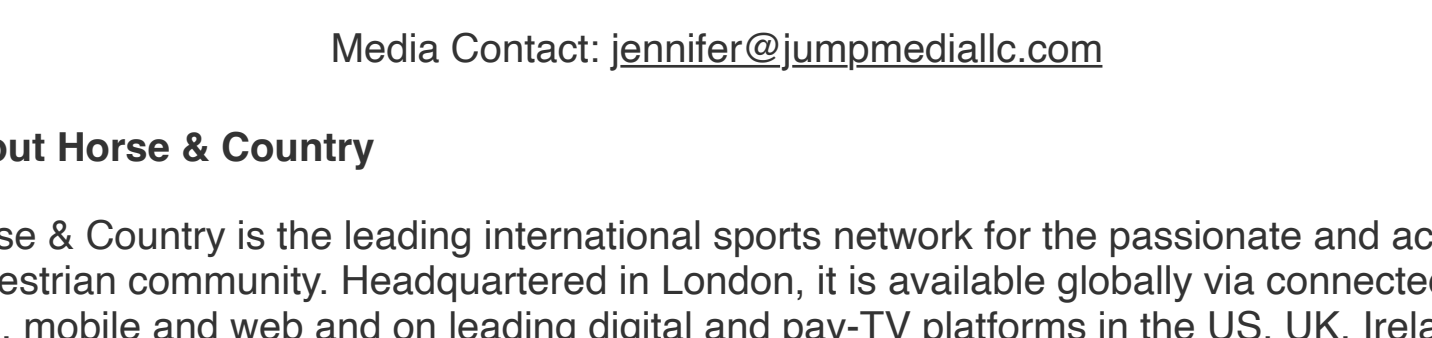 Media Contact: jennifer@jumpmediallc.com
out Horse & Country
se & Country is the leading international sports network for the passionate and ac
estrian community. Headquartered in London, it is available globally via connecte
, mobile and web and on leading digital and pay-TV platforms in the US, UK, Irela